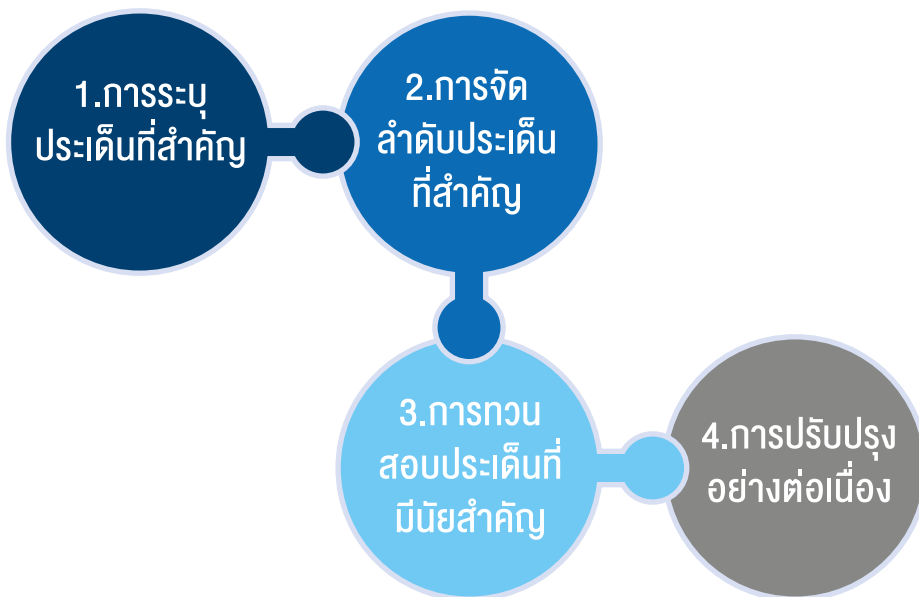 1.การระบุ
ประเด็นที่สำคัญ
2.การจัด
ลำดับประเด็น
ที่สำคัญ
3.การทวน
สอบประเด็นที่
มีนัยสำคัญ
4.การปรับปรุง
อย่างต่อเนื่อง